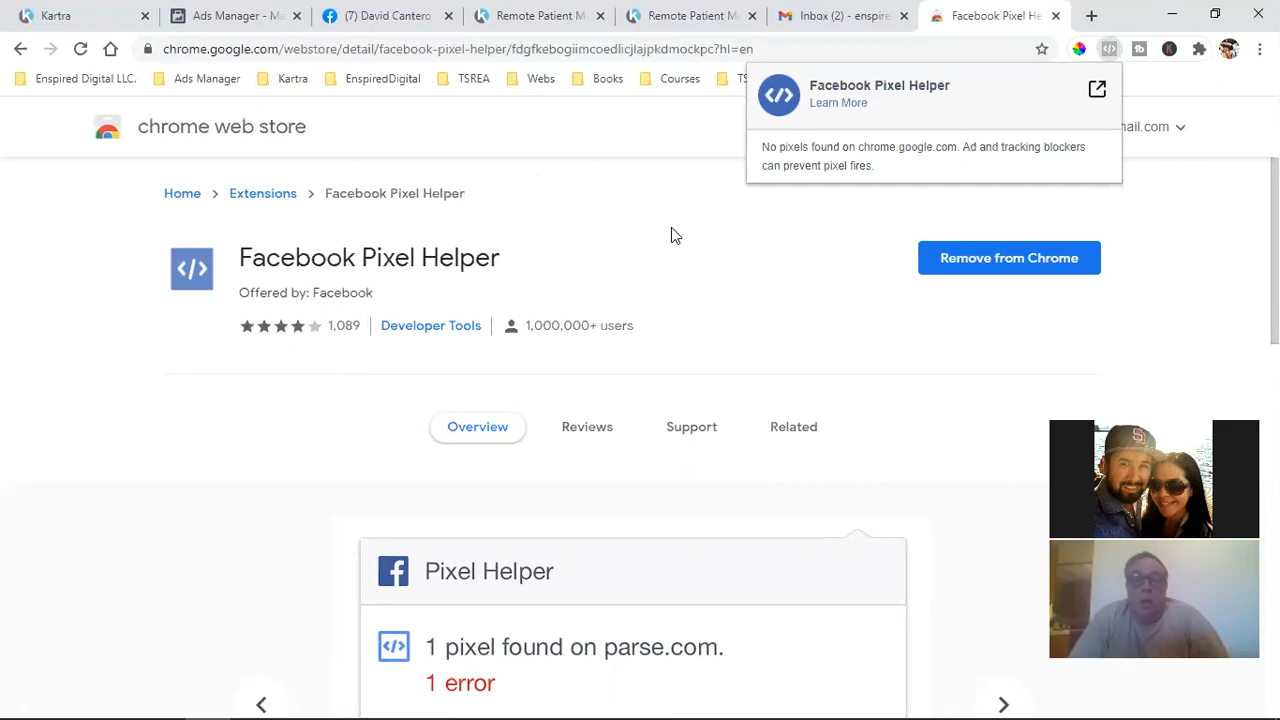 Kartra
Ads Manager - M
(7) David Cantero
Remote Patient M
Remote Patient M
Inbox (2) - enspire
Facebook Pixel He
chrome.google.com/webstore/detail/facebook-pixel-helper/fdgfkebogiimcoedlicjlajpkdmockpc?hl=en
Enspired Digital LLC.
Ads Manager
Kartra
EnspiredDigital
TSREA
Webs
Books
Courses
Facebook Pixel Helper
Learn More
No pixels found on chrome.google.com. Ad and tracking blockers
can prevent pixel fires.
chrome web store
Home > Extensions > Facebook Pixel Helper
Facebook Pixel Helper
Remove from Chrome
Offered by: Facebook
1,089 | Developer Tools | 1,000,000+ users
Overview
Reviews
Support
Related
Pixel Helper
1 pixel found on parse.com.
1 error